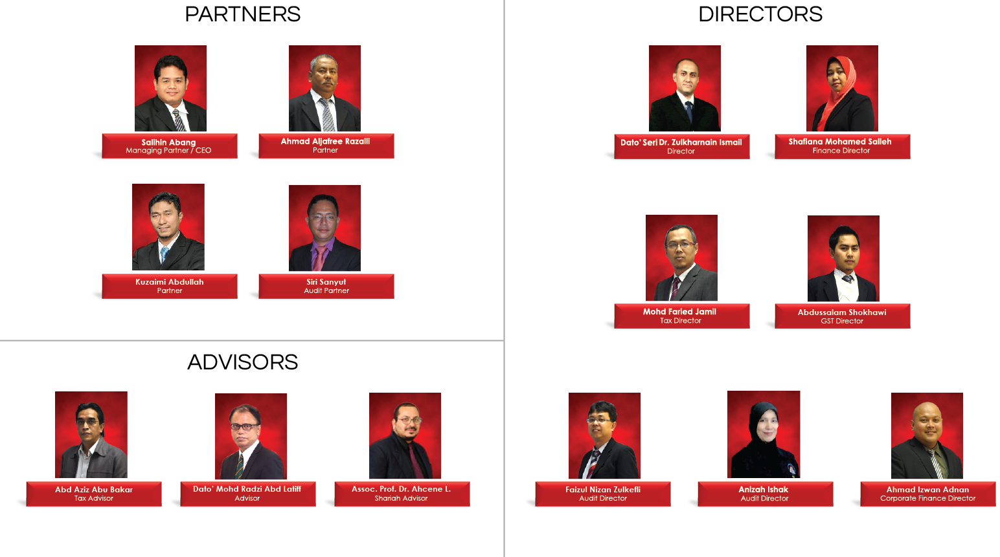 PARTNERS
Salihin Abang
Managing Partner / CEO
Ahmad Aljafree Razalli
Partner
Kuzaimi Abdullah
Partner
Siri Sanyut
Audit Partner
ADVISORS
Abd Aziz Abu Bakar
Tax Advisor
Dato' Mohd Radzi Abd Latiff
Advisor
Assoc. Prof. Dr. Ahcene L.
Shariah Advisor
DIRECTORS
Dato' Seri Dr. Zulkharnain Ismail
Director
Shafiana Mohamed Salleh
Finance Director
Mohd Faried Jamil
Tax Director
Abdussalam Shokhawi
GST Director
Faizul Nizan Zulkefli
Audit Director
Anizah Ishak
Audit Director
Ahmad Izwan Adnan
Corporate Finance Director